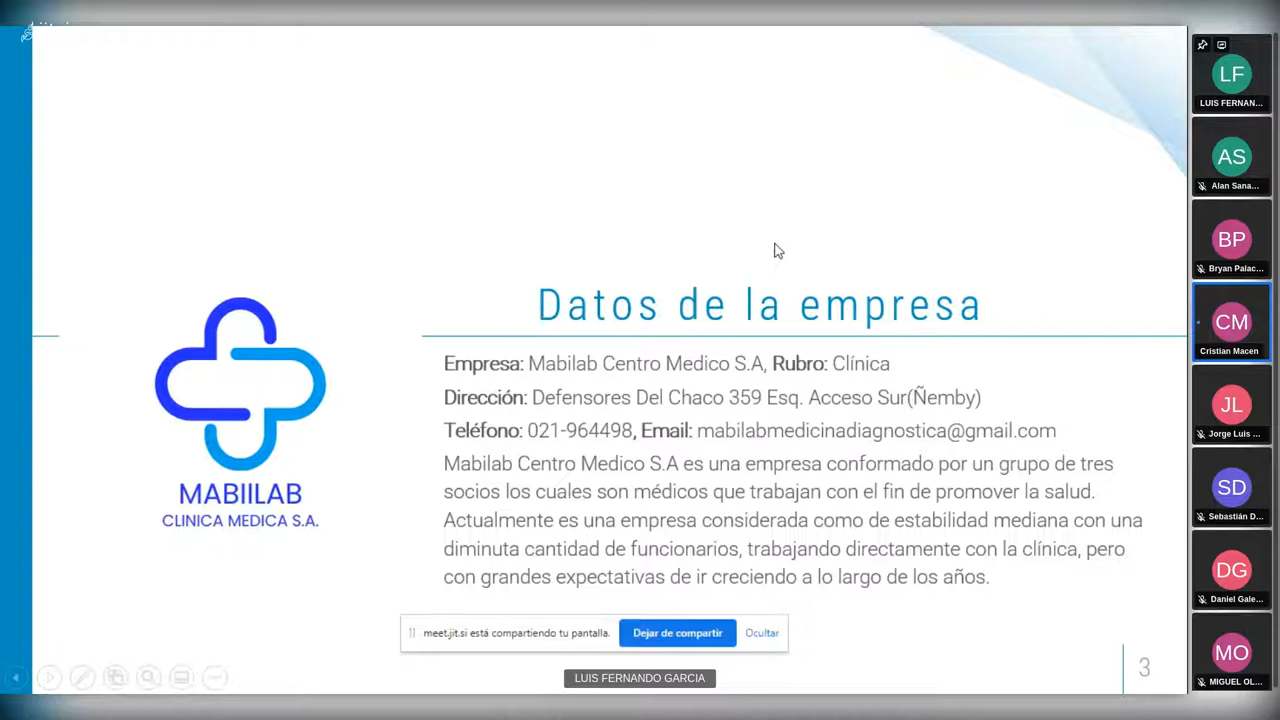 Datos de la empresa
Empresa: Mabilab Centro Medico S.A, Rubro: Clínica
Dirección: Defensores Del Chaco 359 Esq. Acceso Sur(Ñemby)
Teléfono: 021-964498, Email: mabilabmedicinadiagnostica@gmail.com
Mabilab Centro Medico S.A es una empresa conformado por un grupo de tres
socios los cuales son médicos que trabajan con el fin de promover la salud.
Actualmente es una empresa considerada como de estabilidad mediana con una
diminuta cantidad de funcionarios, trabajando directamente con la clínica, pero
con grandes expectativas de ir creciendo a lo largo de los años.
MABIILAB
CLINICA MEDICA S.A.
meet.jit.si está compartiendo tu pantalla.
Dejar de compartir
Ocultar
LUIS FERNANDO GARCIA
3
LF
LUIS FERNAN...
AS
Alan Sana...
BP
Bryan Palac...
CM
Cristian Macen
JL
Jorge Luis ...
SD
Sebastián D...
DG
Daniel Gale...
MO
MIGUEL OL...